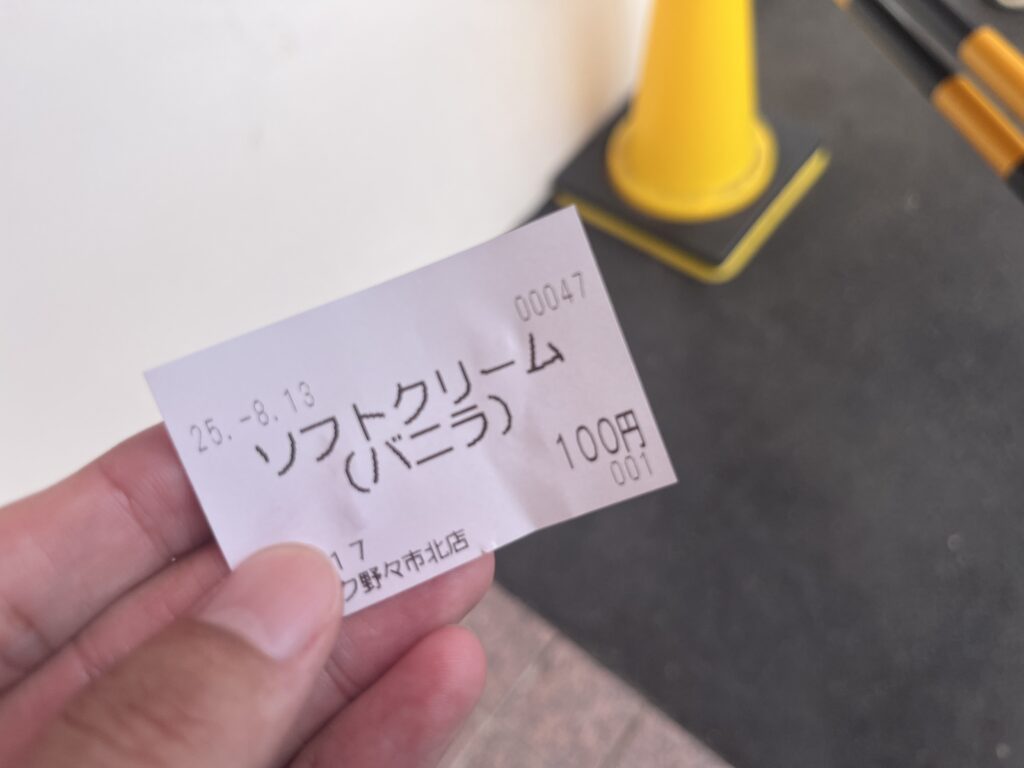 00047
25.-8.13
ソフトクリーム
(バニラ)
100円
001
17
野々市北店